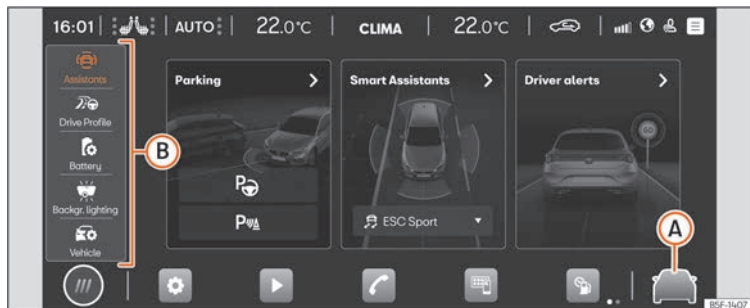 16:01
AUTO
22.0°C
CLIMA
22.0°C
Assistants
Drive Profile
Battery
Backgr. lighting
Vehicle
B
Parking
P
P
Smart Assistants
ESC Sport
Driver alerts
60
A
BSF-1407